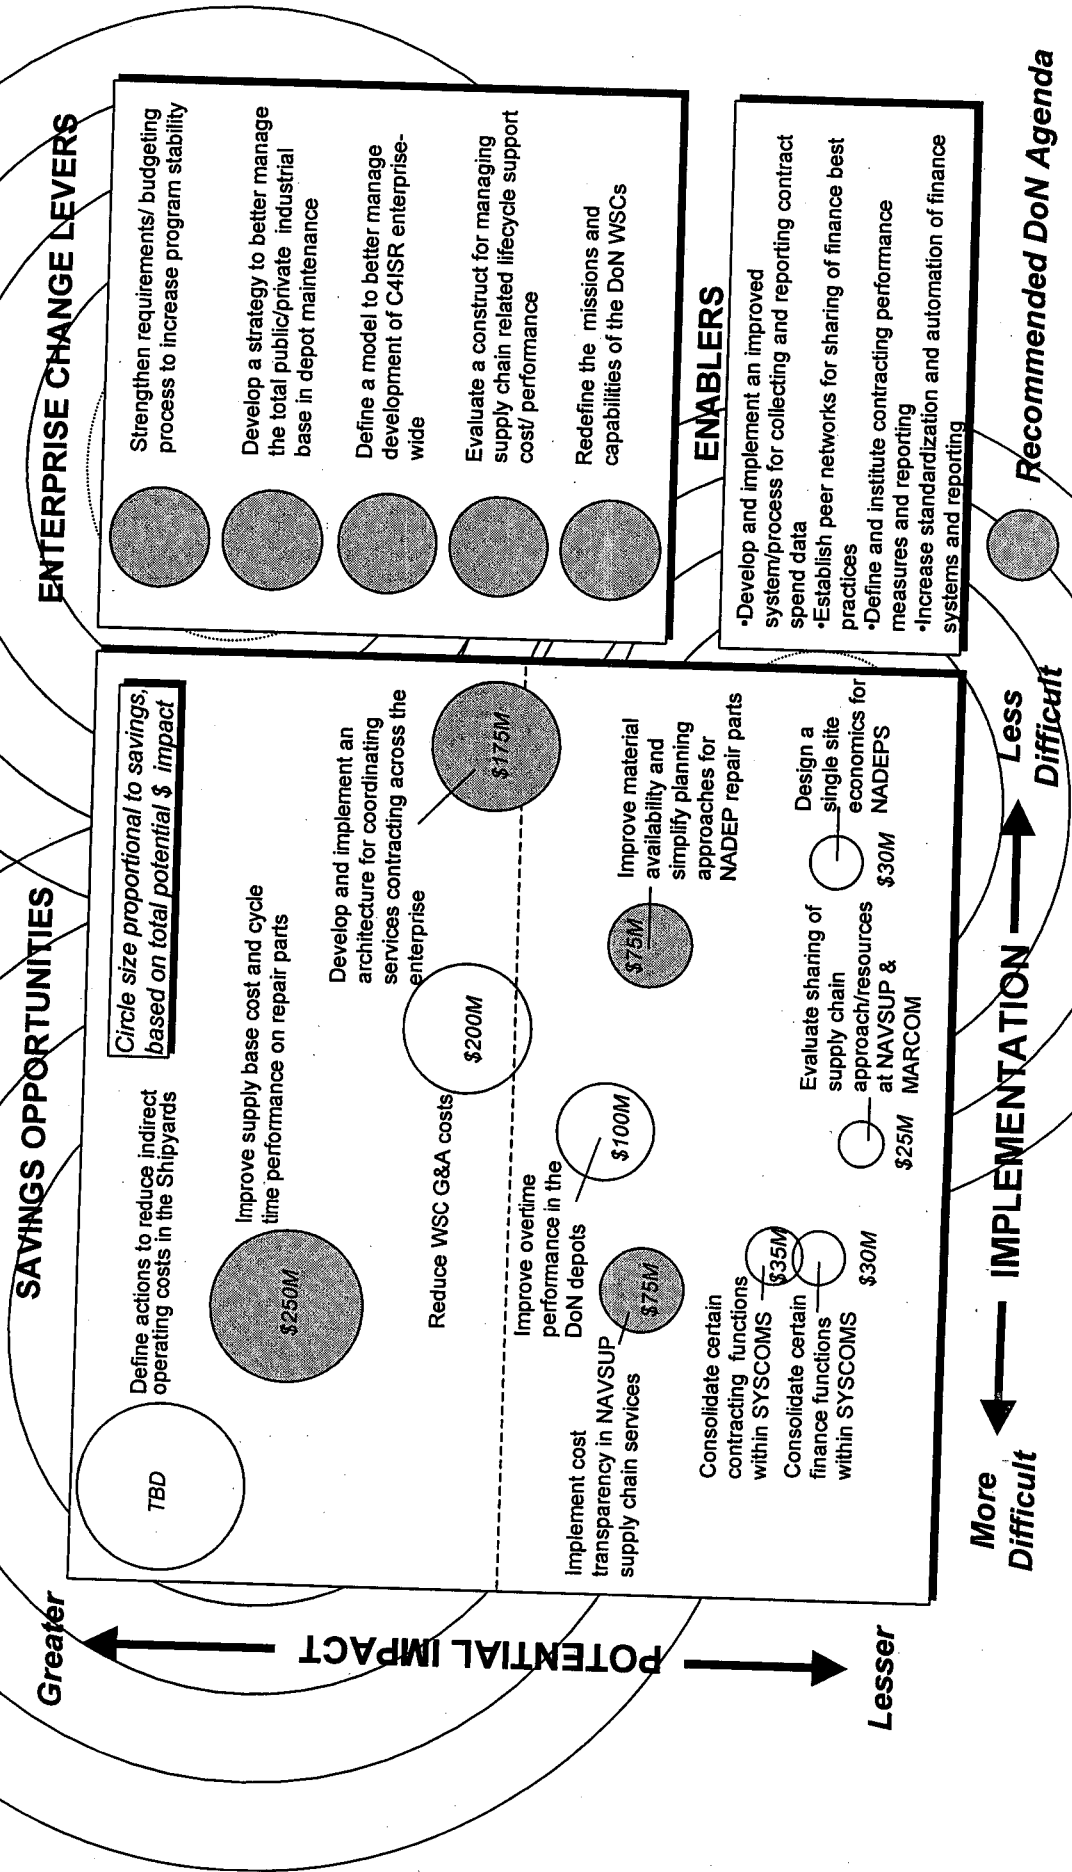 SAVINGS OPPORTUNITIES
Circle size proportional to savings,
based on total potential $ impact
Define actions to reduce indirect
operating costs in the Shipyards
TBD
Improve supply base cost and cycle
time performance on repair parts
$250M
Develop and implement an
architecture for coordinating
services contracting across the
enterprise
$175M
Reduce WSC G&A costs
$200M
Improve overtime
performance in the
DoN depots
$100M
Implement cost
transparency in NAVSUP
supply chain services
$75M
Improve material
availability and
simplify planning
approaches for
NADEP repair parts
$75M
Consolidate certain
contracting functions
within SYSCOMS
$35M
Consolidate certain
finance functions
within SYSCOMS
$30M
Evaluate sharing of
supply chain
approach/resources
at NAVSUP &
MARCOM
$25M
Design a
single site
economics for
NADEPS
$30M
Greater
POTENTIAL IMPACT
Lesser
More
Difficult
IMPLEMENTATION
Less
Difficult
ENTERPRISE CHANGE LEVERS
Strengthen requirements/ budgeting
process to increase program stability
Develop a strategy to better manage
the total public/private industrial
base in depot maintenance
Define a model to better manage
development of C4ISR enterprise-
wide
Evaluate a construct for managing
supply chain related lifecycle support
cost/ performance
Redefine the missions and
capabilities of the DoN WSCs
ENABLERS
•Develop and implement an improved
system/process for collecting and reporting contract
spend data
•Establish peer networks for sharing of finance best
practices
•Define and institute contracting performance
measures and reporting
•Increase standardization and automation of finance
systems and reporting
Recommended DoN Agenda